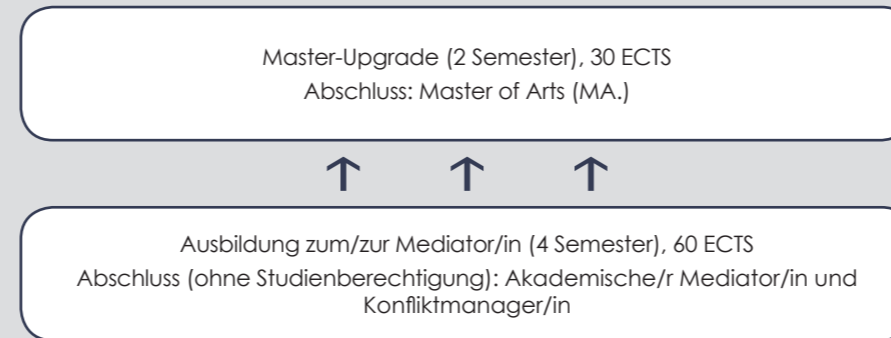 Master-Upgrade (2 Semester), 30 ECTS
Abschluss: Master of Arts (MA.)
Ausbildung zum/zur Mediator/in (4 Semester), 60 ECTS
Abschluss (ohne Studienberechtigung): Akademische/r Mediator/in und
Konfliktmanager/in